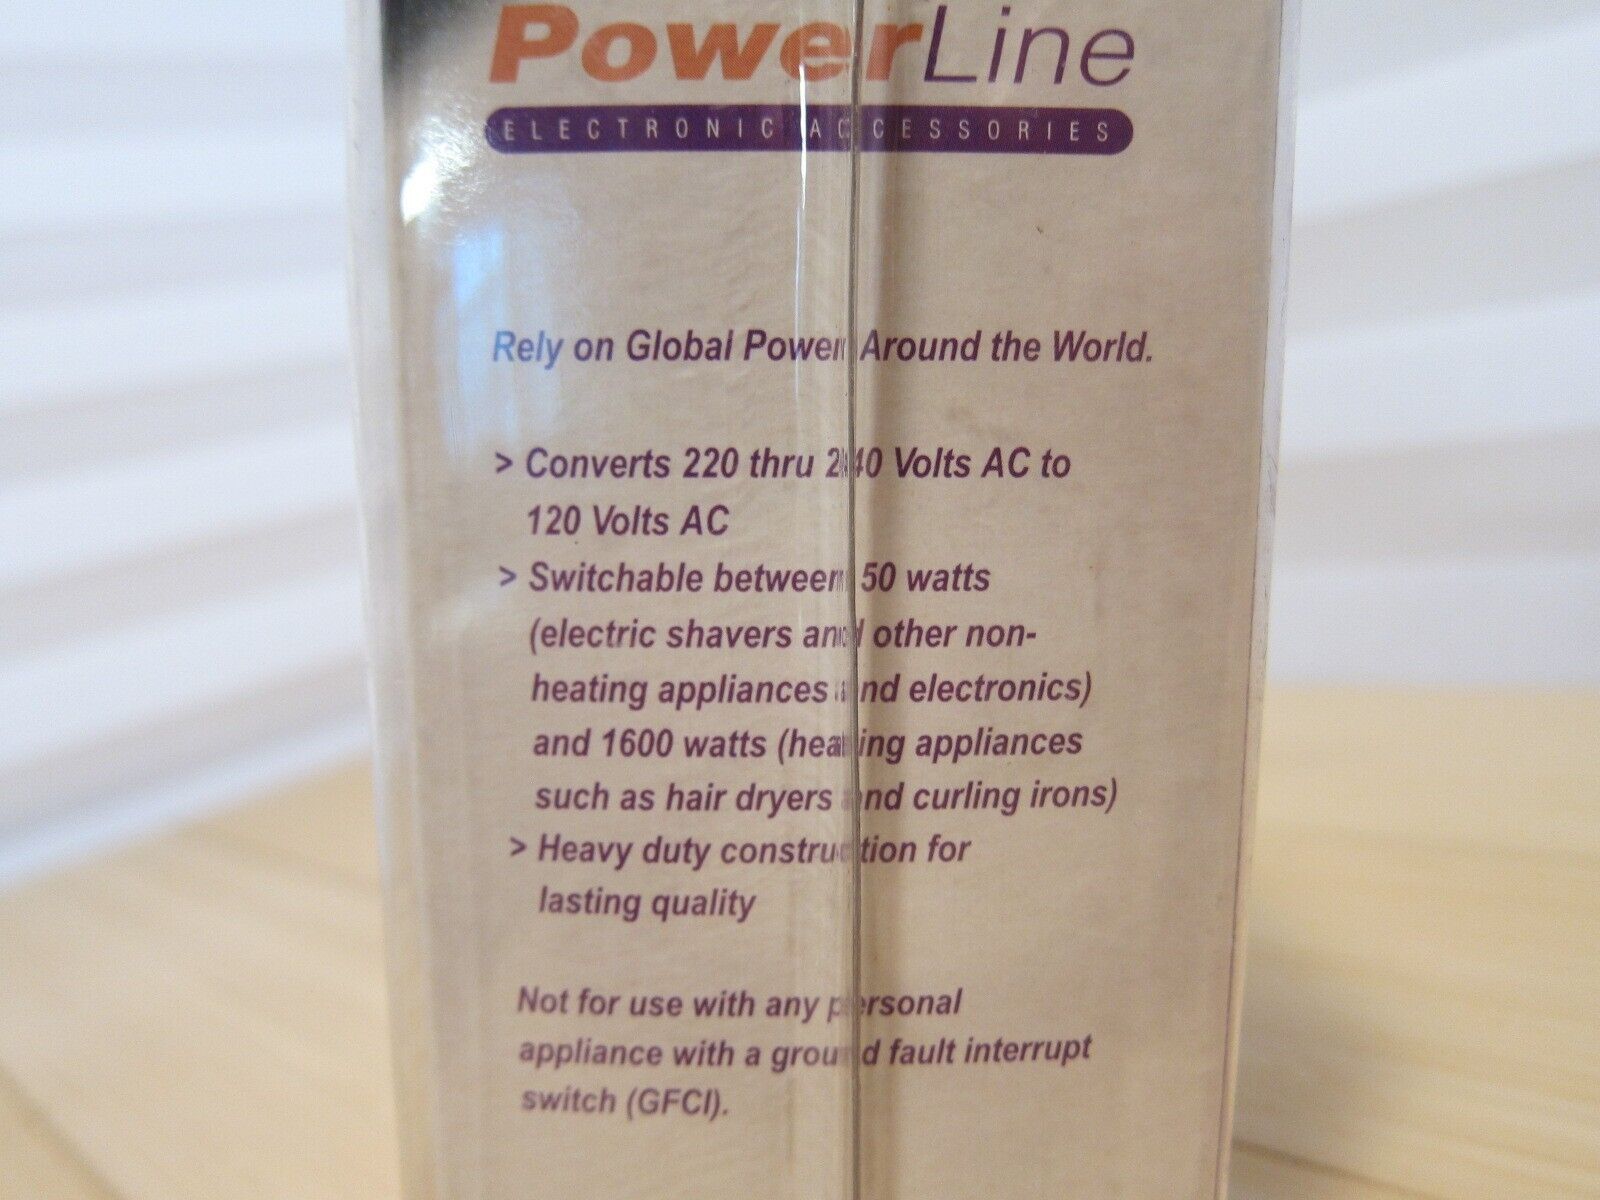 PowerLine
ELECTRONIC ACCESSORIES
Rely on Global Power Around the World.
> Converts 220 thru 240 Volts AC to
120 Volts AC
> Switchable between 50 watts
(electric shavers and other non-
heating appliances and electronics)
and 1600 watts (heating appliances
such as hair dryers and curling irons)
> Heavy duty construction for
lasting quality
Not for use with any personal
appliance with a ground fault interrupt
switch (GFCI).